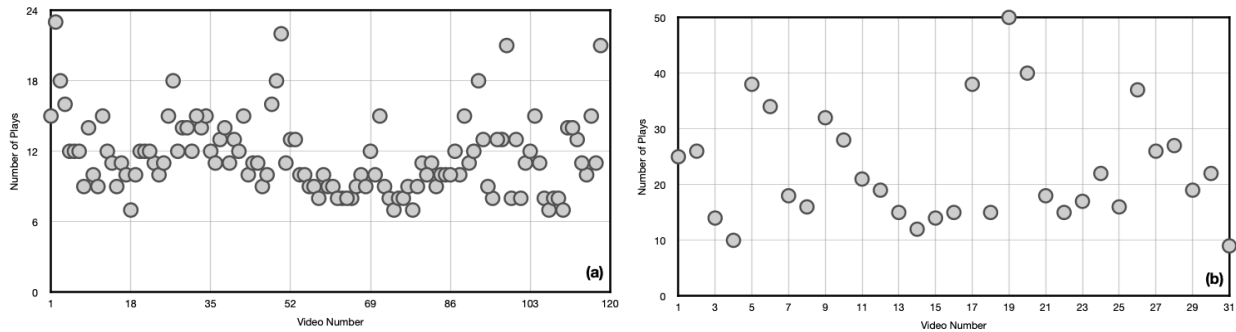 24
18
12
6
0
Number of Plays
1 18 35 52 69 86 103 120
Video Number
(a)
50
40
30
20
10
0
Number of Plays
1 3 5 7 9 11 13 15 17 19 21 23 25 27 29 31
Video Number
(b)